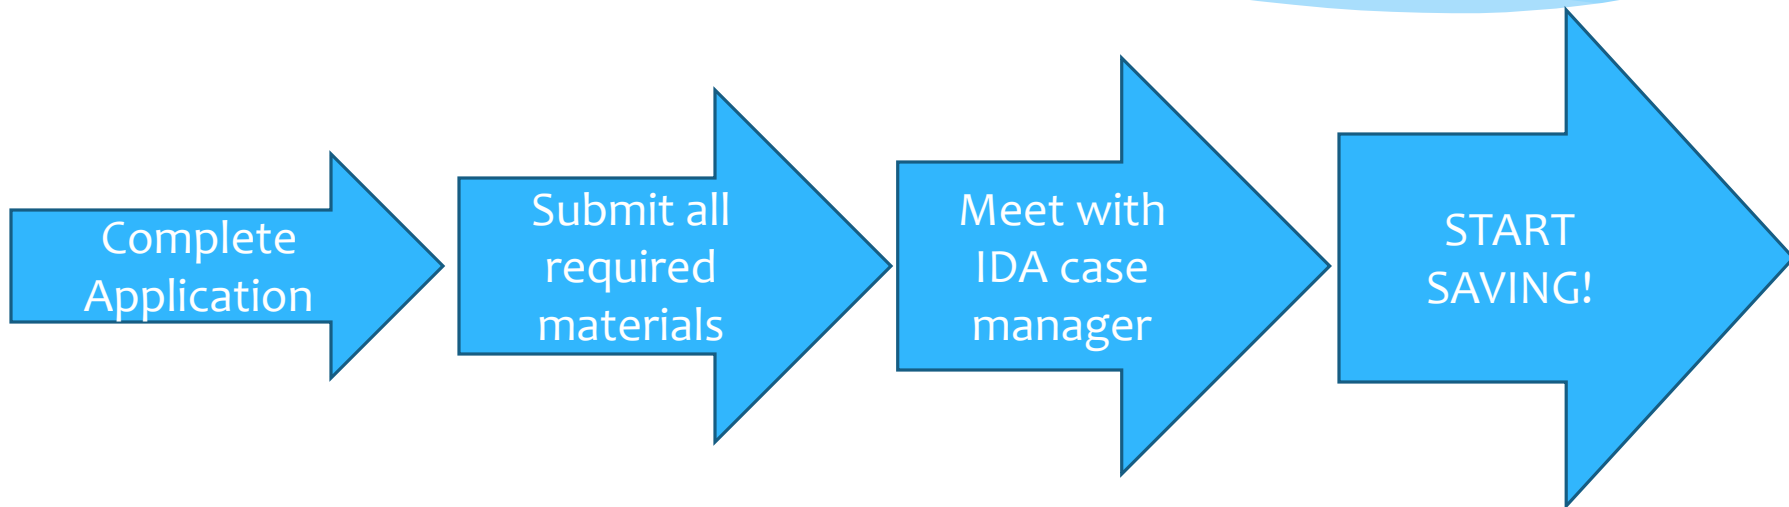 Complete
Application
Submit all
required
materials
Meet with
IDA case
manager
START
SAVING!